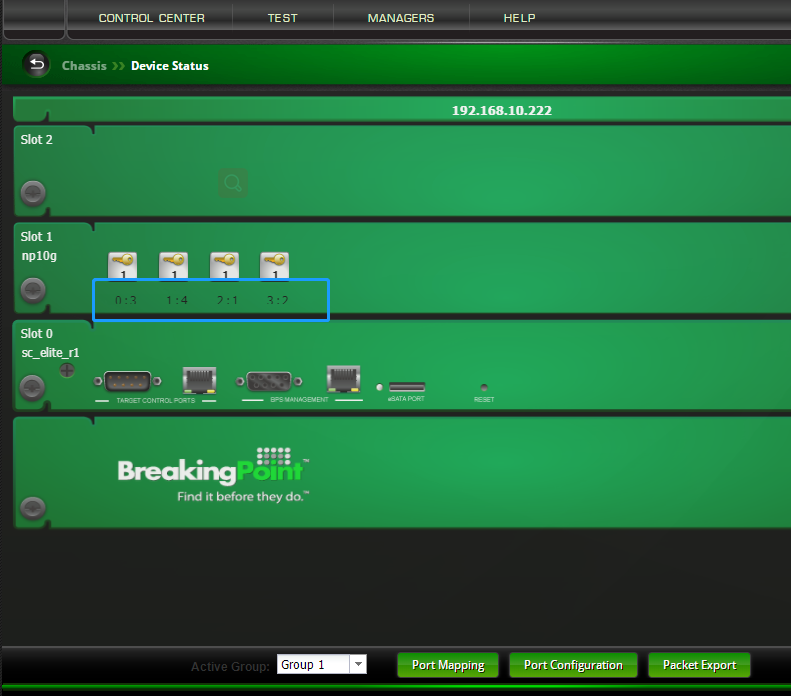 CONTROL CENTER TEST MANAGERS HELP
Chassis >> Device Status
192.168.10.222
Slot 2
Slot 1
np10g
1 1 1 1
0:3 1:4 2:1 3:2
Slot 0
sc_elite_r1
TARGET CONTROL PORTS BPS MANAGEMENT eSATA PORT RESET
BreakingPoint™
Find it before they do.™
Active Group: Group 1 Port Mapping Port Configuration Packet Export